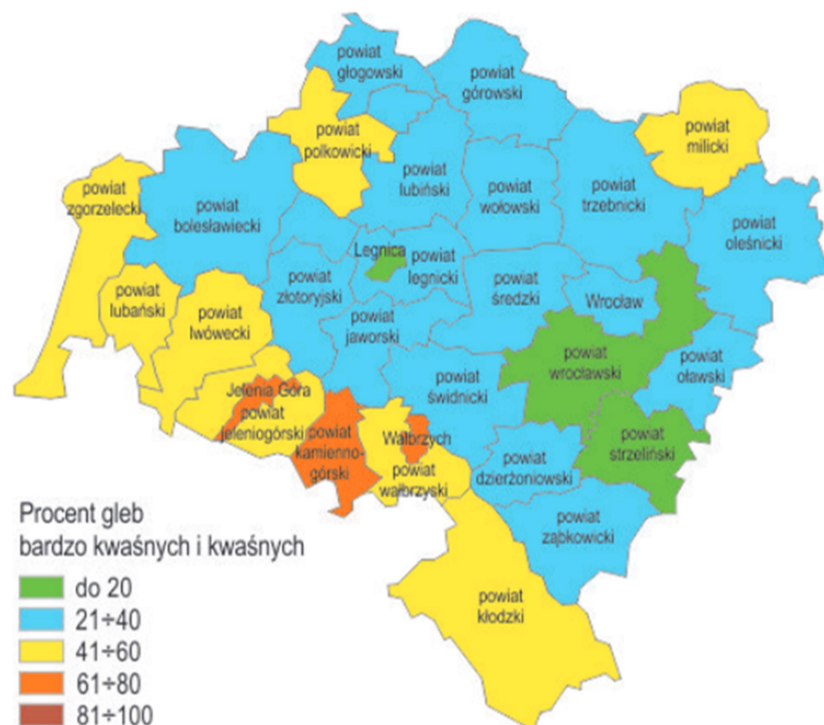 powiat
głogowski
powiat
górowski
powiat
polkowicki
powiat
milicki
powiat
zgorzelecki
powiat
bolesławiecki
powiat
lubiński
powiat
wołowski
powiat
trzebnicki
powiat
oleśnicki
Legnica
powiat
legnicki
powiat
złotoryjski
powiat
średzki
Wrocław
powiat
lubański
powiat
lwówecki
powiat
jaworski
powiat
wrocławski
powiat
oławski
Jelenia Góra
powiat
jeleniogórski
powiat
świdnicki
powiat
kamienno-
górski
Wałbrzych
powiat
wałbrzyski
powiat
strzeliński
powiat
dzierżoniowski
powiat
ząbkowicki
powiat
kłodzki
Procent gleb
bardzo kwaśnych i kwaśnych
do 20
21÷40
41÷60
61÷80
81÷100